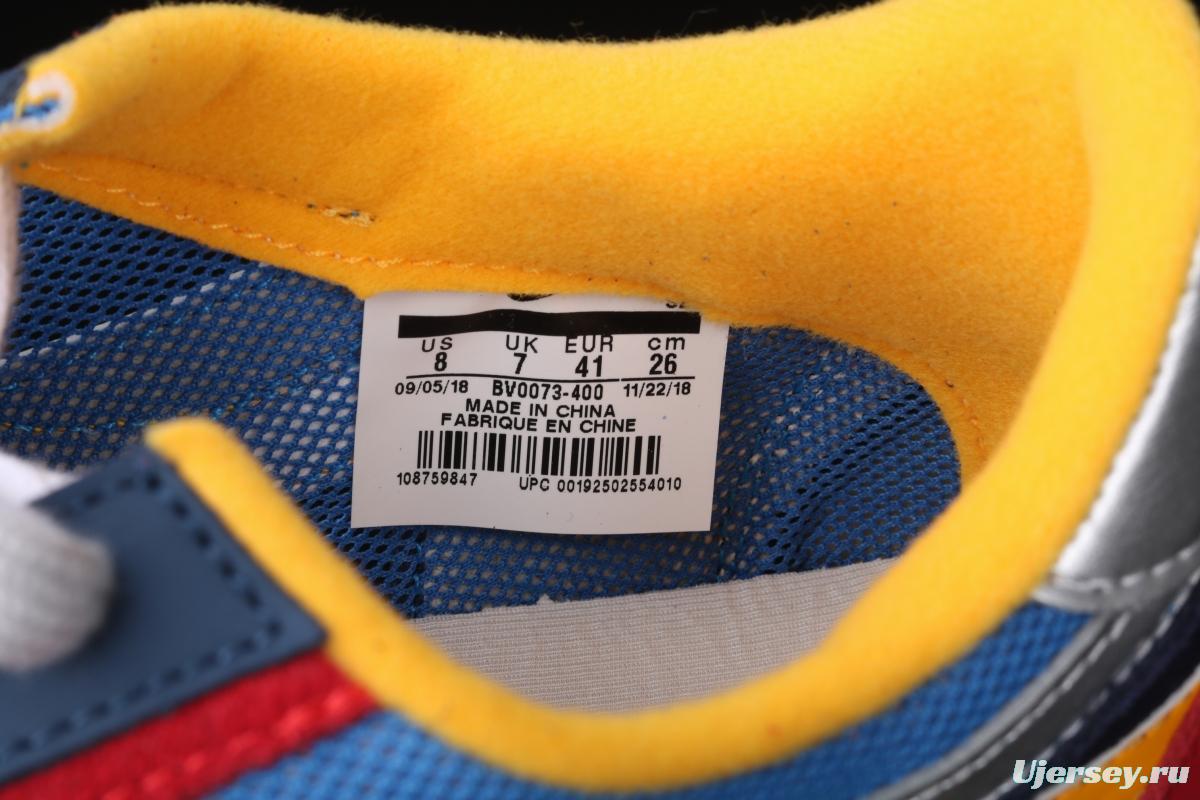 US UK EUR cm
8 7 41 26
09/05/18 BV0073-400 11/22/18
MADE IN CHINA
FABRIQUE EN CHINE
108759847 UPC 00192502554010
Ujersey.ru